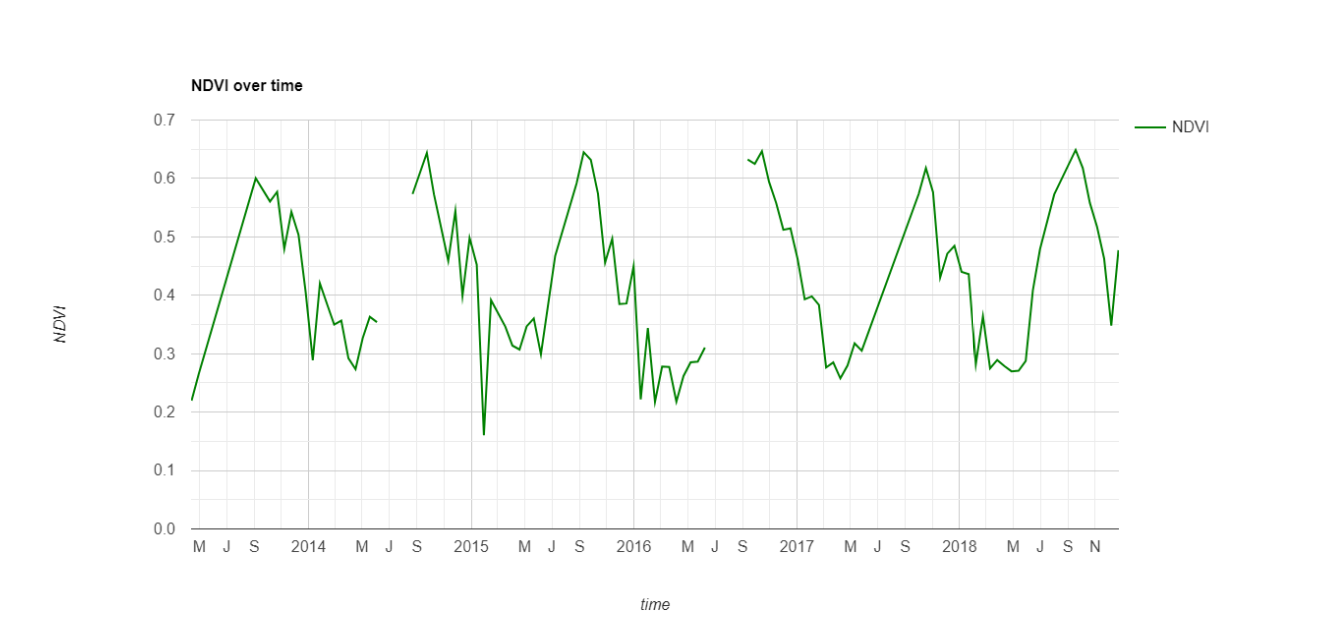 NDVI over time
0.7
0.6
0.5
0.4
0.3
0.2
0.1
0.0
NDVI
NDVI
M J S 2014 M J S 2015 M J S 2016 M J S 2017 M J S 2018 M J S N
time